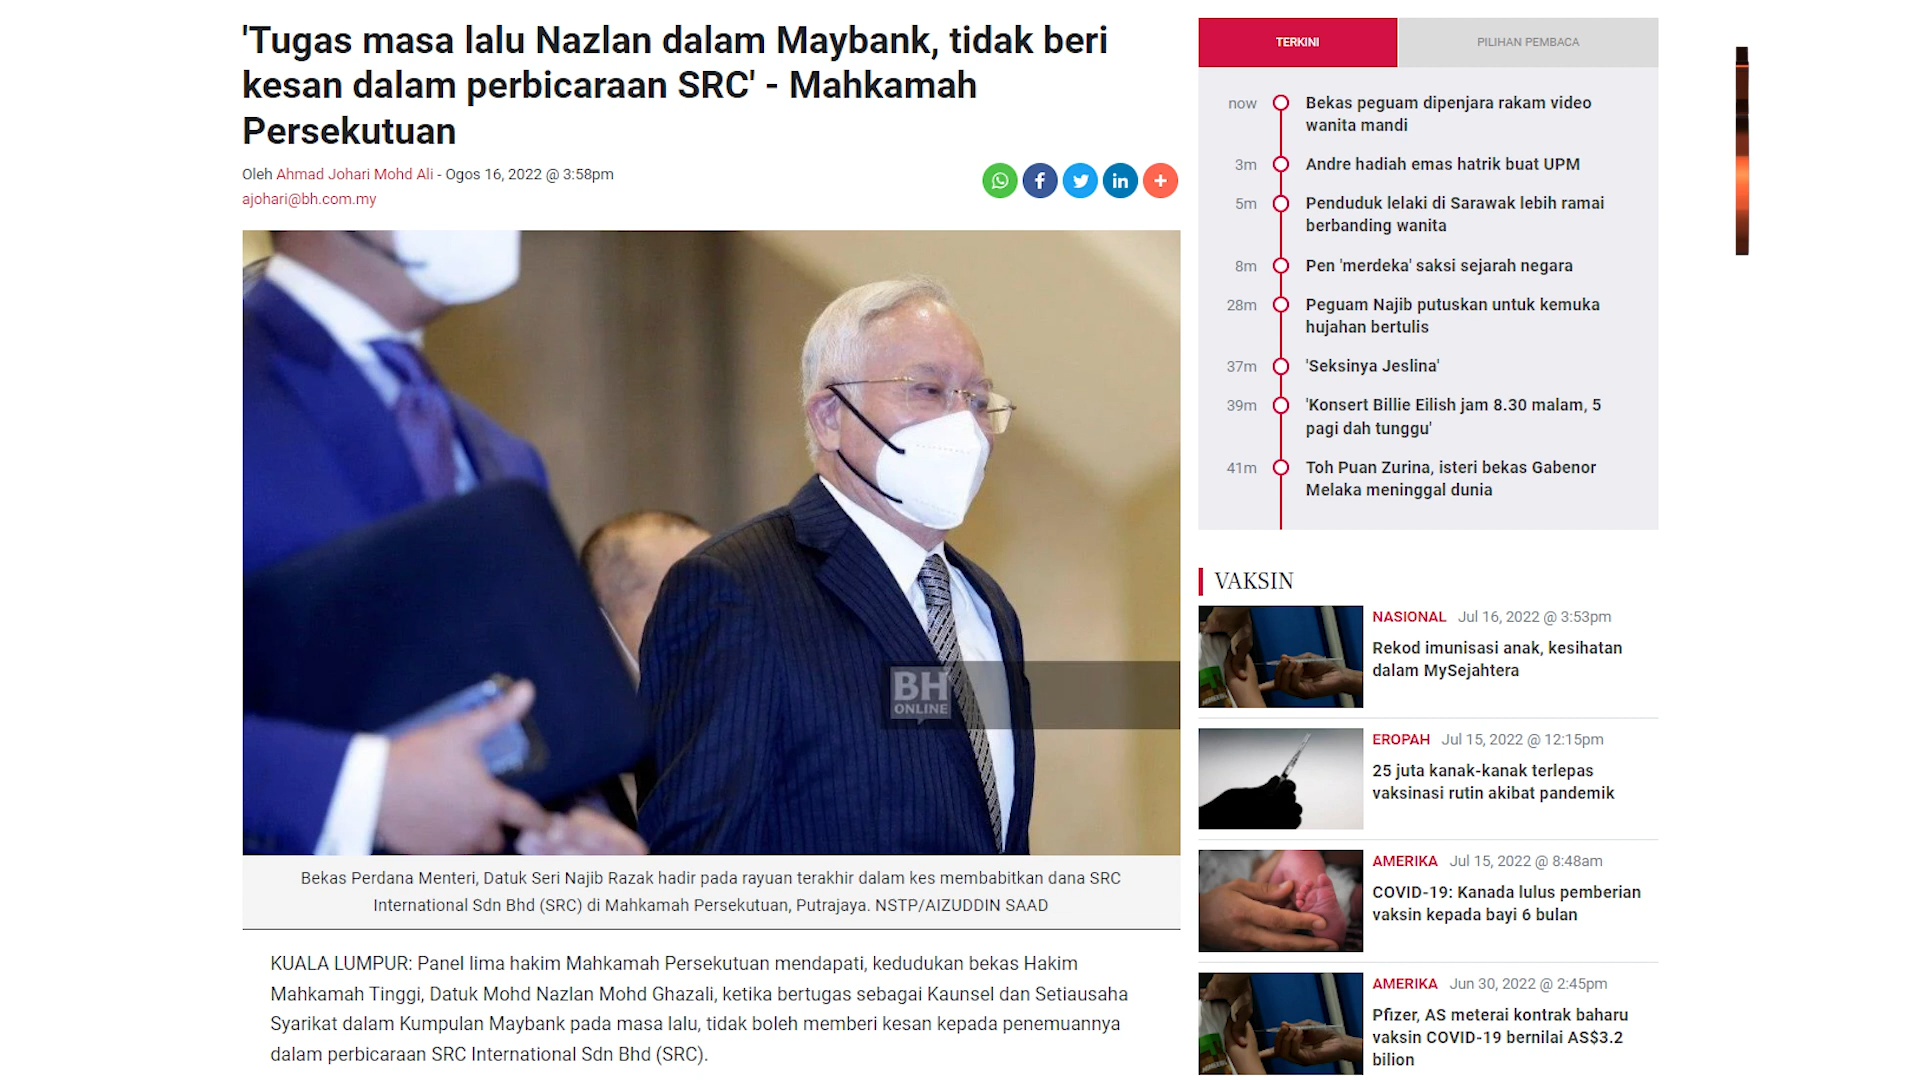 'Tugas masa lalu Nazlan dalam Maybank, tidak beri
kesan dalam perbicaraan SRC' - Mahkamah
Persekutuan
Oleh Ahmad Johari Mohd Ali - Ogos 16, 2022 @ 3:58pm
ajohari@bh.com.my
BH
ONLINE
Bekas Perdana Menteri, Datuk Seri Najib Razak hadir pada rayuan terakhir dalam kes membabitkan dana SRC
International Sdn Bhd (SRC) di Mahkamah Persekutuan, Putrajaya. NSTP/AIZUDDIN SAAD
KUALA LUMPUR: Panel lima hakim Mahkamah Persekutuan mendapati, kedudukan bekas Hakim
Mahkamah Tinggi, Datuk Mohd Nazlan Mohd Ghazali, ketika bertugas sebagai Kaunsel dan Setiausaha
Syarikat dalam Kumpulan Maybank pada masa lalu, tidak boleh memberi kesan kepada penemuannya
dalam perbicaraan SRC International Sdn Bhd (SRC).
TERKINI
PILIHAN PEMBACA
now
Bekas peguam dipenjara rakam video
wanita mandi
3m
Andre hadiah emas hatrik buat UPM
5m
Penduduk lelaki di Sarawak lebih ramai
berbanding wanita
8m
Pen 'merdeka' saksi sejarah negara
28m
Peguam Najib putuskan untuk kemuka
hujahan bertulis
37m
'Seksinya Jeslina'
39m
'Konsert Billie Eilish jam 8.30 malam, 5
pagi dah tunggu'
41m
Toh Puan Zurina, isteri bekas Gabenor
Melaka meninggal dunia
VAKSIN
NASIONAL Jul 16, 2022 @ 3:53pm
Rekod imunisasi anak, kesihatan
dalam MySejahtera
EROPAH Jul 15, 2022 @ 12:15pm
25 juta kanak-kanak terlepas
vaksinasi rutin akibat pandemik
AMERIKA Jul 15, 2022 @ 8:48am
COVID-19: Kanada lulus pemberian
vaksin kepada bayi 6 bulan
AMERIKA Jun 30, 2022 @ 2:45pm
Pfizer, AS meterai kontrak baharu
vaksin COVID-19 bernilai AS$3.2
bilion